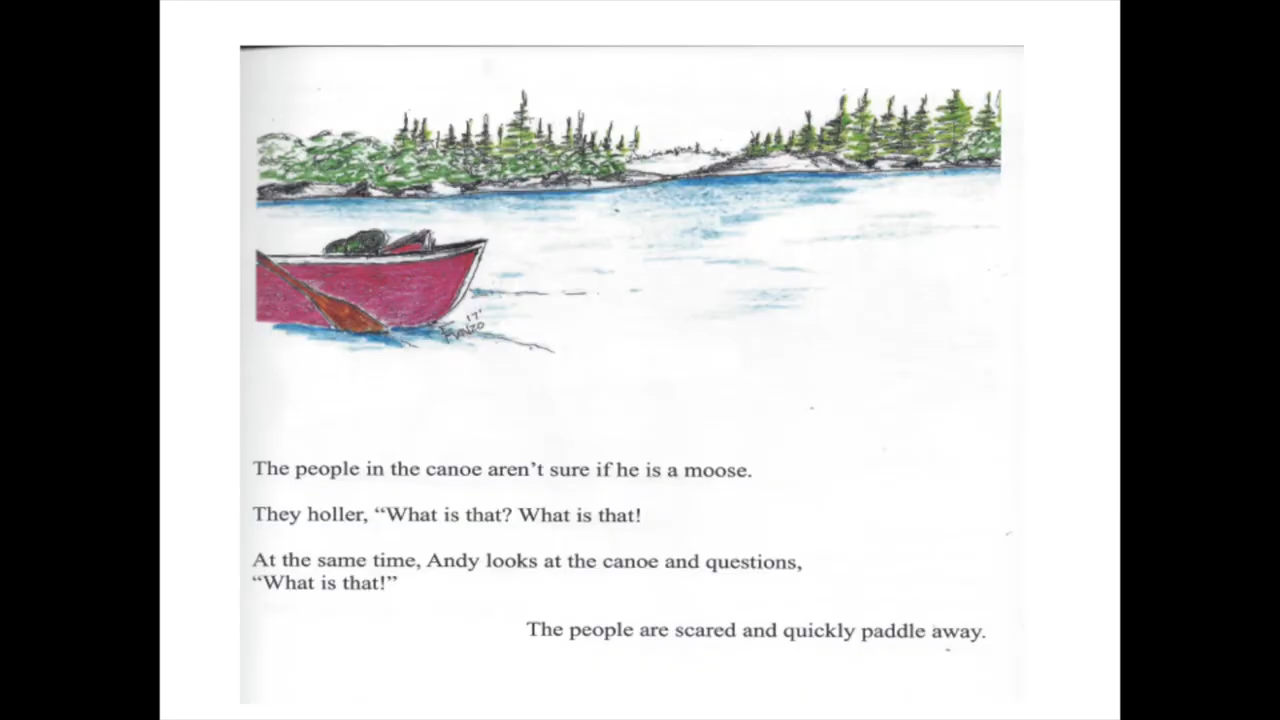 17'
The people in the canoe aren't sure if he is a moose.
They holler, “What is that? What is that!
At the same time, Andy looks at the canoe and questions,
“What is that!”
The people are scared and quickly paddle away.